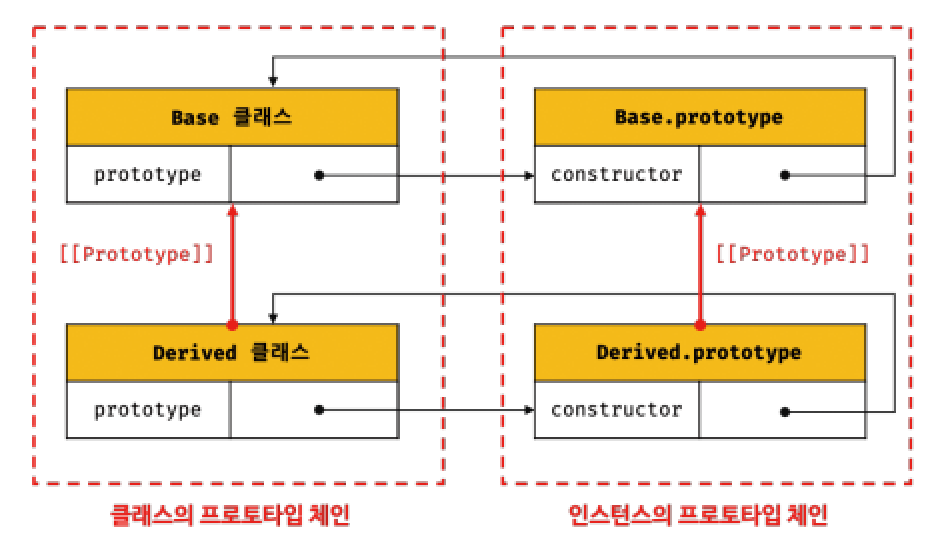 Base 클래스
Base.prototype
prototype
constructor
[[Prototype]]
[[Prototype]]
Derived 클래스
Derived.prototype
prototype
constructor
클래스의 프로토타입 체인
인스턴스의 프로토타입 체인